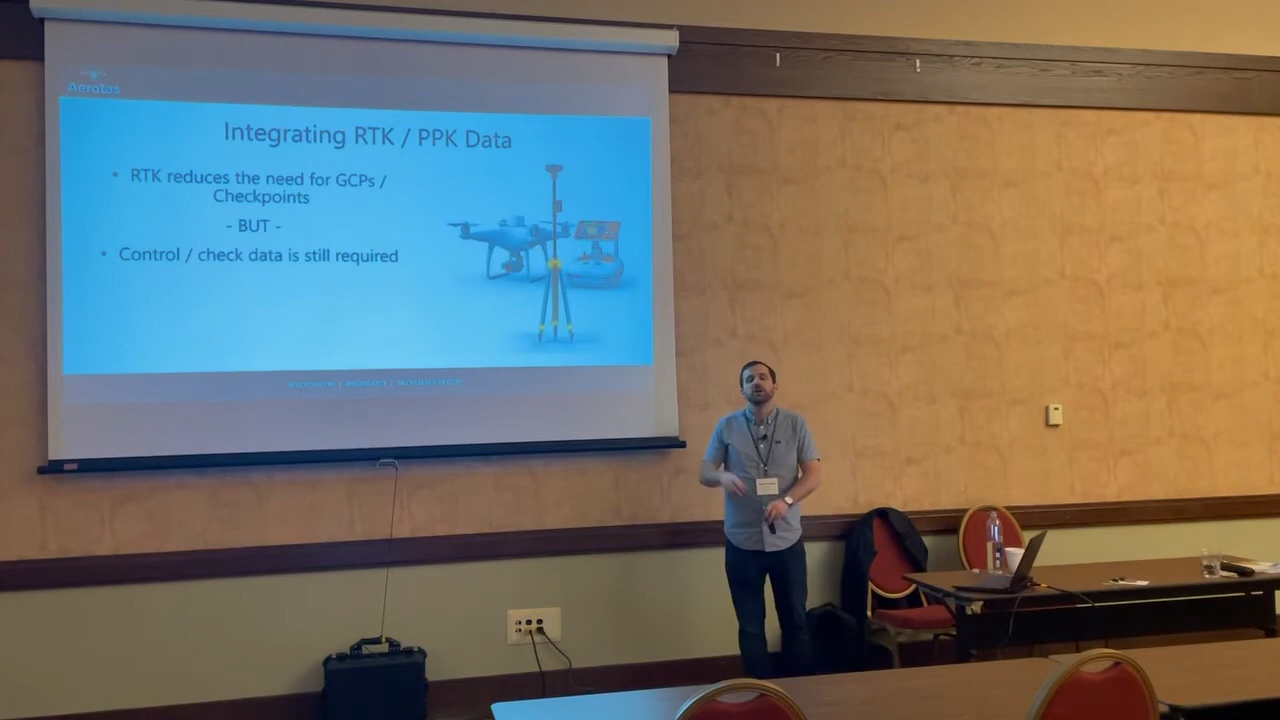 Aerotas
Integrating RTK / PPK Data
• RTK reduces the need for GCPs /
Checkpoints
- BUT -
• Control / check data is still required